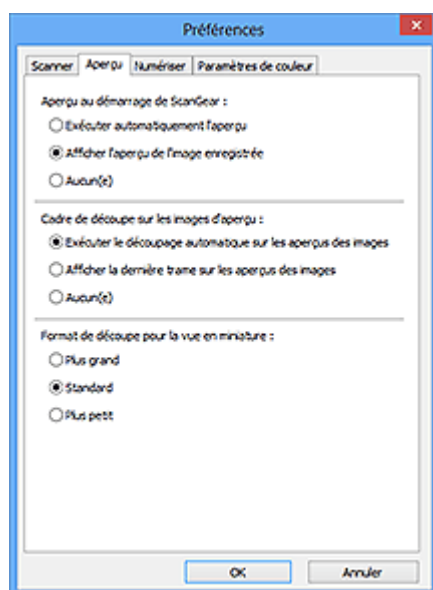 Préférences
Scanner Aperçu Numériser Paramètres de couleur
Aperçu au démarrage de ScanGear :
Exécuter automatiquement l'aperçu
Afficher l'aperçu de l'image enregistrée
Aucun(e)
Cadre de découpe sur les images d'aperçu :
Exécuter le découpage automatique sur les aperçus des images
Afficher la dernière trame sur les aperçus des images
Aucun(e)
Format de découpe pour la vue en miniature :
Plus grand
Standard
Plus petit
OK Annuler